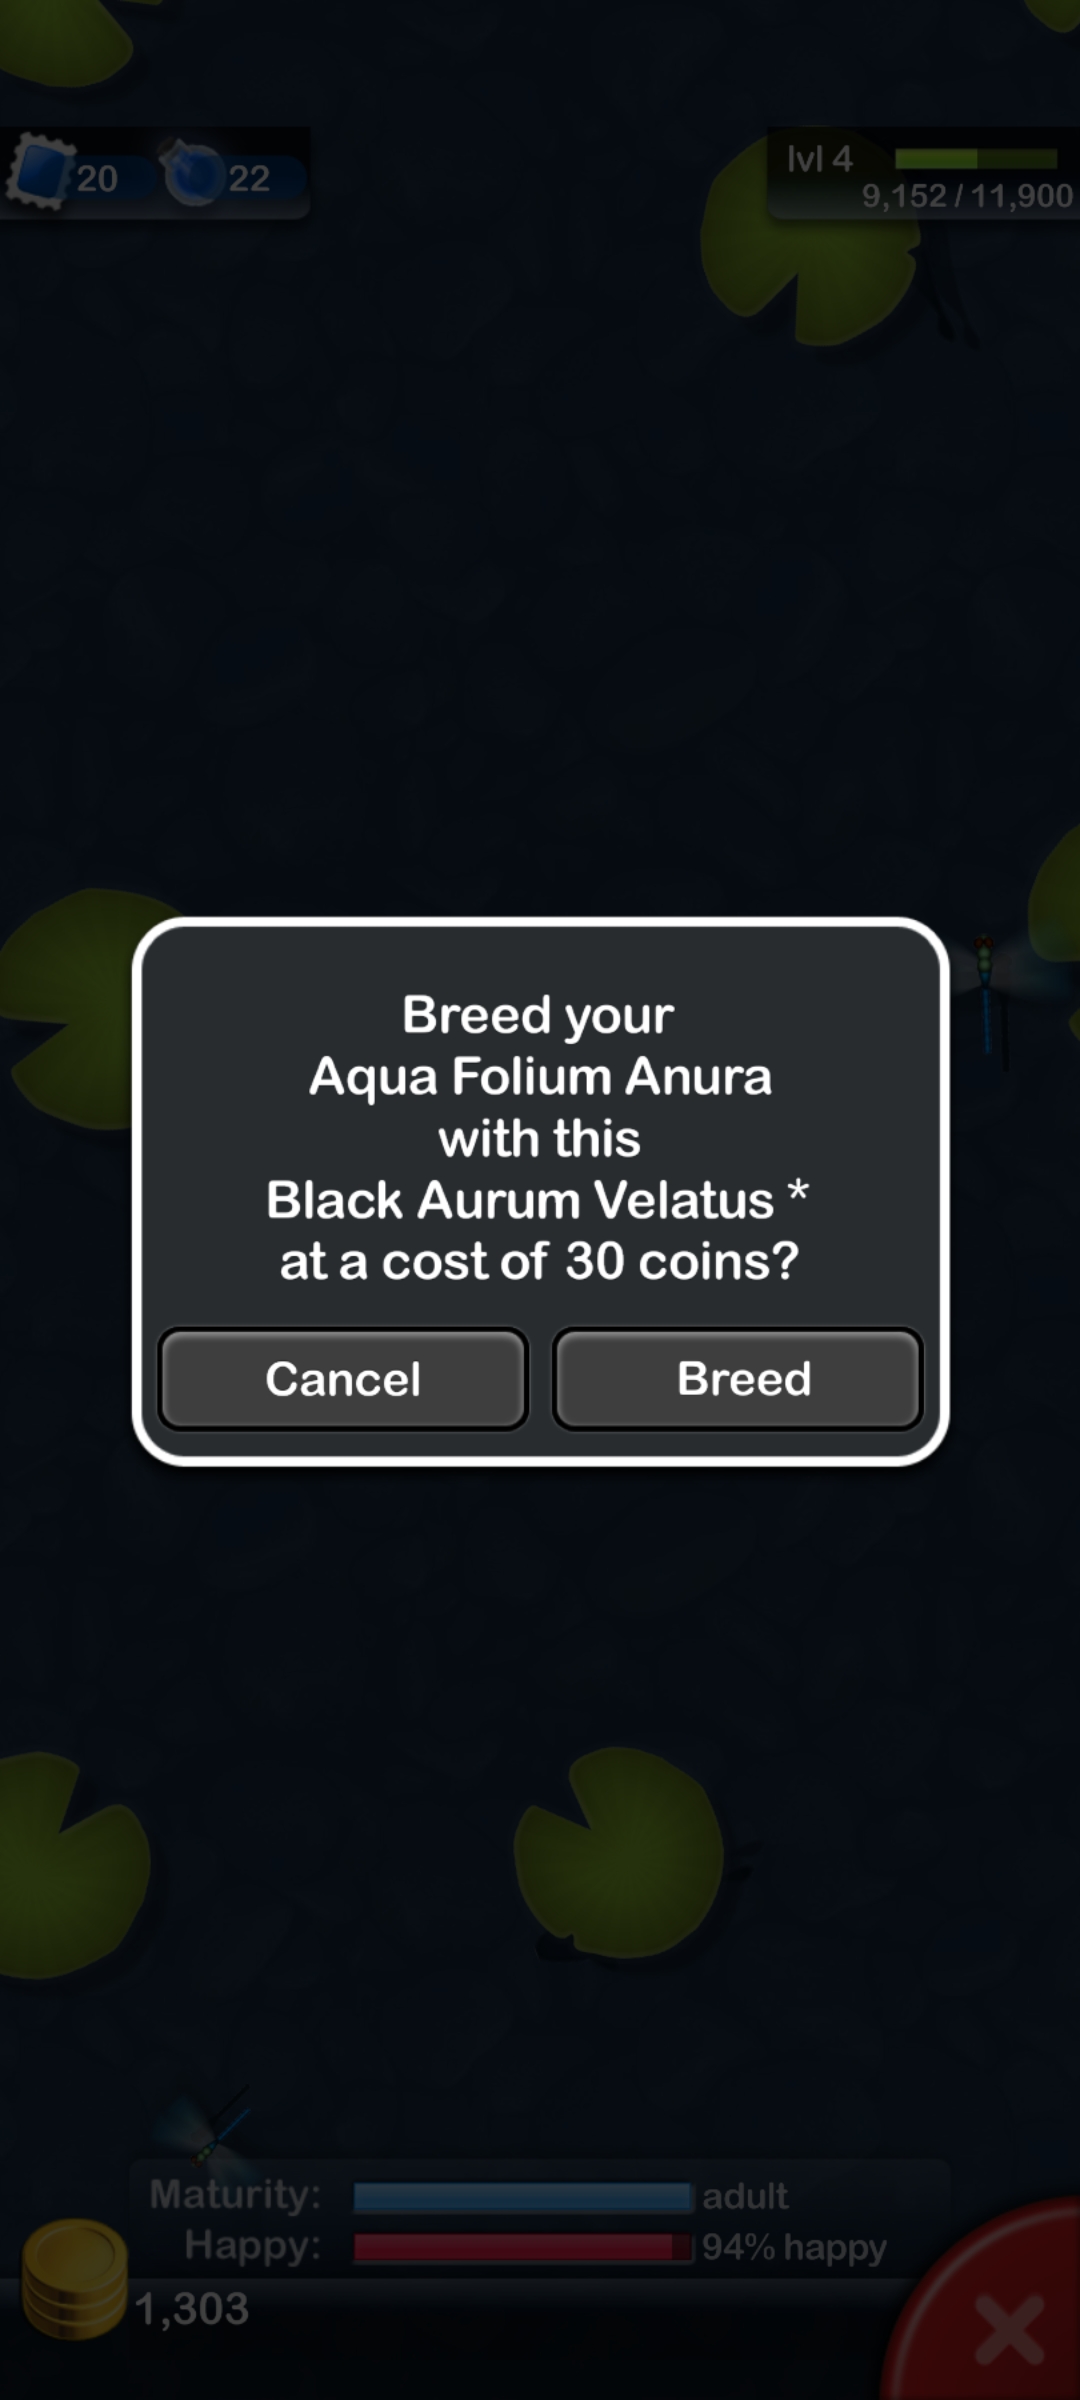 20
22
lvl 4
9,152 / 11,900
Breed your
Aqua Folium Anura
with this
Black Aurum Velatus *
at a cost of 30 coins?
Cancel
Breed
Maturity: adult
Happy: 94% happy
1,303